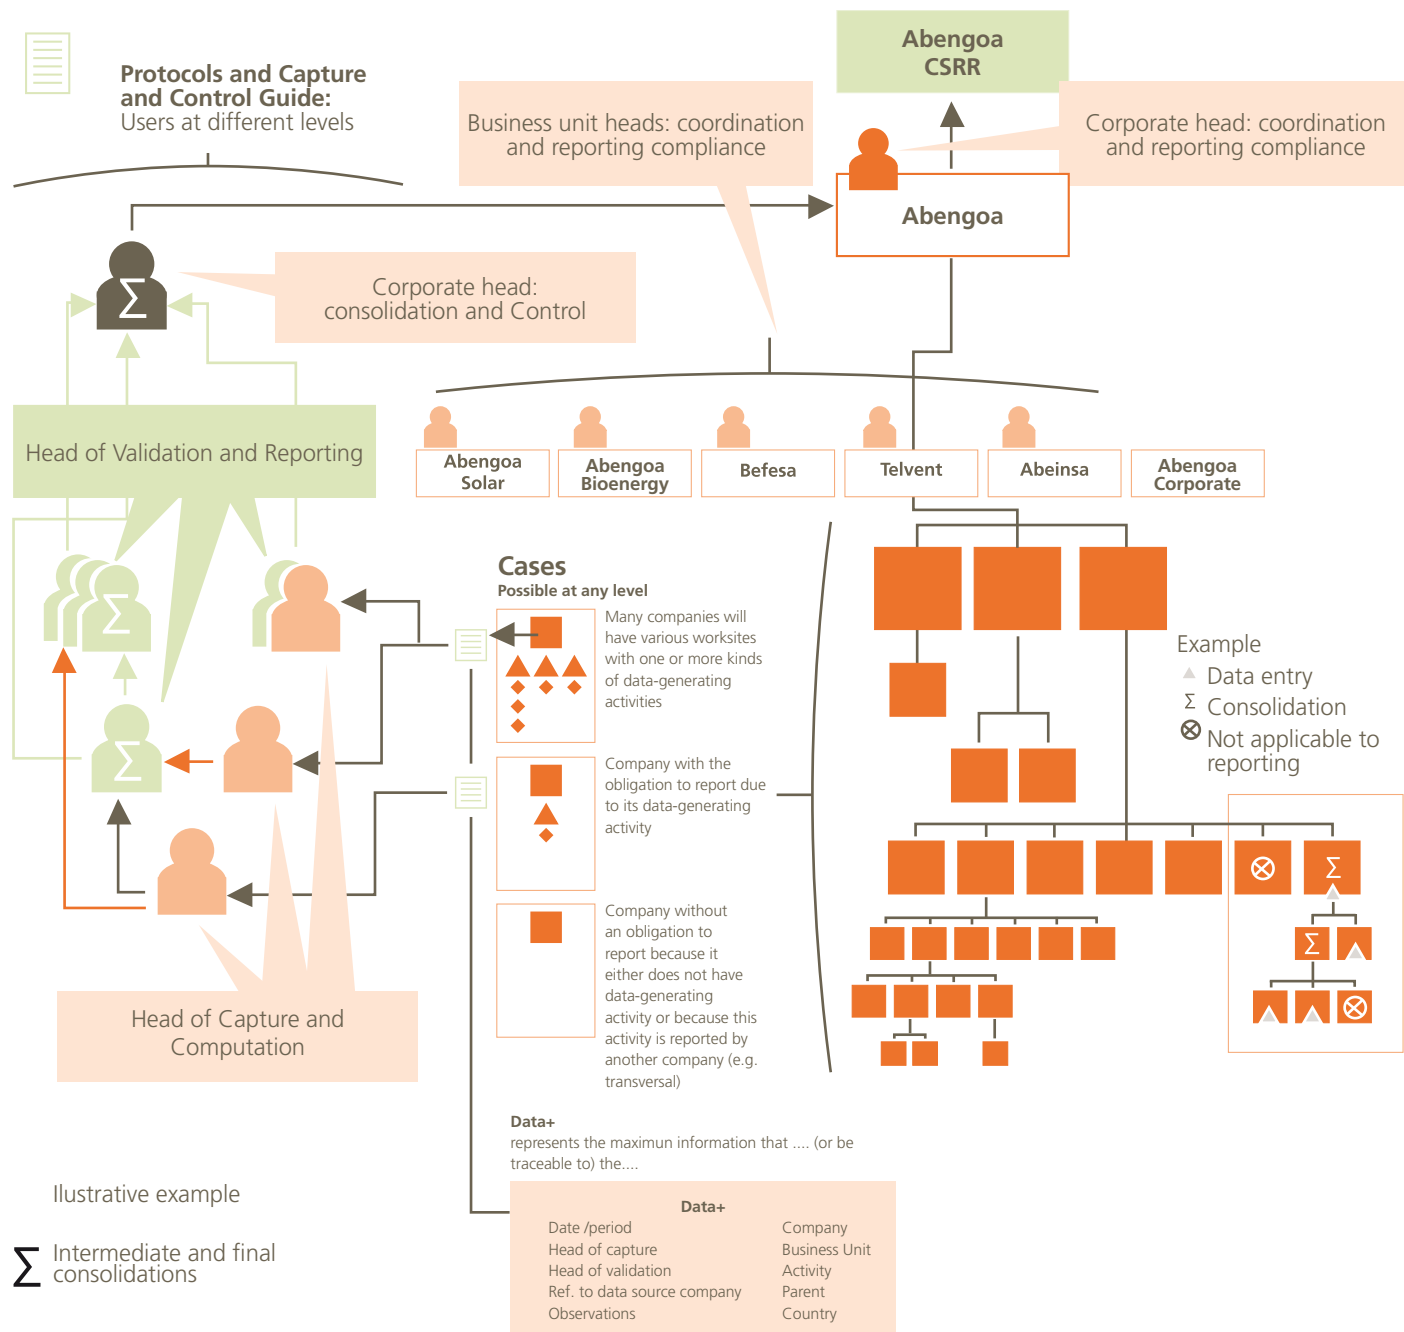 Abengoa
CSRR
Protocols and Capture
and Control Guide:
Users at different levels
Business unit heads: coordination
and reporting compliance
Corporate head: coordination
and reporting compliance
Abengoa
Corporate head:
consolidation and Control
Σ
Head of Validation and Reporting
Abengoa
Solar
Abengoa
Bioenergy
Befesa
Telvent
Abeinsa
Abengoa
Corporate
Cases
Possible at any level
Many companies will
have various worksites
with one or more kinds
of data-generating
activities
Company with the
obligation to report due
to its data-generating
activity
Company without
an obligation to
report because it
either does not have
data-generating
activity or because this
activity is reported by
another company (e.g.
transversal)
Σ
Σ
Example
Data entry
Σ Consolidation
Not applicable to
reporting
Σ
Σ
Head of Capture and
Computation
Data+
represents the maximun information that .... (or be
traceable to) the....
Ilustrative example
Σ Intermediate and final
consolidations
Data+
Date /period
Head of capture
Head of validation
Ref. to data source company
Observations
Company
Business Unit
Activity
Parent
Country